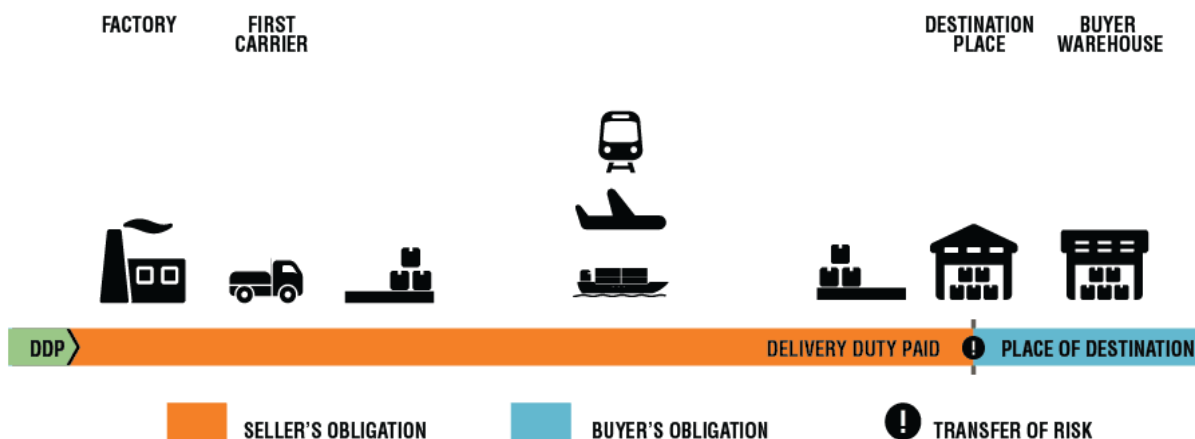 FACTORY
FIRST
CARRIER
DESTINATION
PLACE
BUYER
WAREHOUSE
DDP
DELIVERY DUTY PAID
PLACE OF DESTINATION
SELLER'S OBLIGATION
BUYER'S OBLIGATION
TRANSFER OF RISK